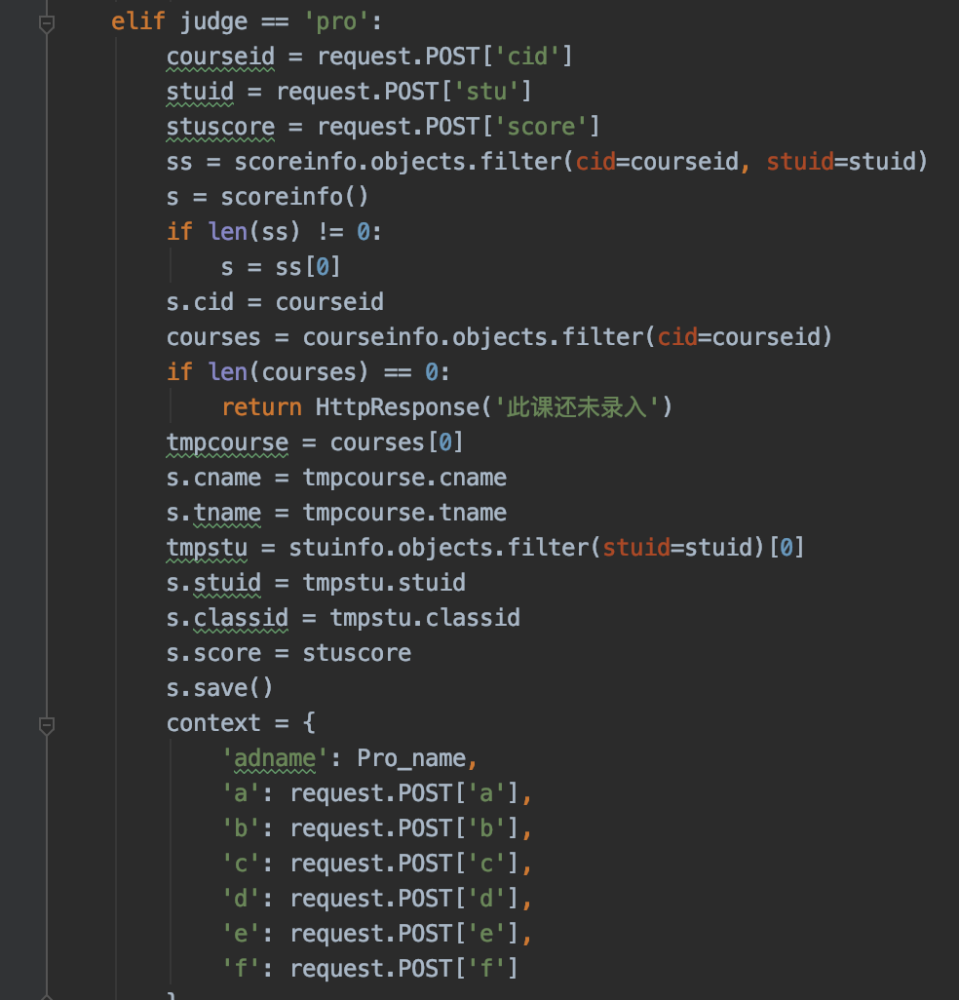 elif judge == 'pro':
courseid = request.POST['cid']
stuid = request.POST['stu']
stuscore = request.POST['score']
ss = scoreinfo.objects.filter(cid=courseid, stuid=stuid)
s = scoreinfo()
if len(ss) != 0:
s = ss[0]
s.cid = courseid
courses = courseinfo.objects.filter(cid=courseid)
if len(courses) == 0:
return HttpResponse('此课还未录入')
tmpcourse = courses[0]
s.cname = tmpcourse.cname
s.tname = tmpcourse.tname
tmpstu = stuinfo.objects.filter(stuid=stuid)[0]
s.stuid = tmpstu.stuid
s.classid = tmpstu.classid
s.score = stuscore
s.save()
context = {
'adname': Pro_name,
'a': request.POST['a'],
'b': request.POST['b'],
'c': request.POST['c'],
'd': request.POST['d'],
'e': request.POST['e'],
'f': request.POST['f']